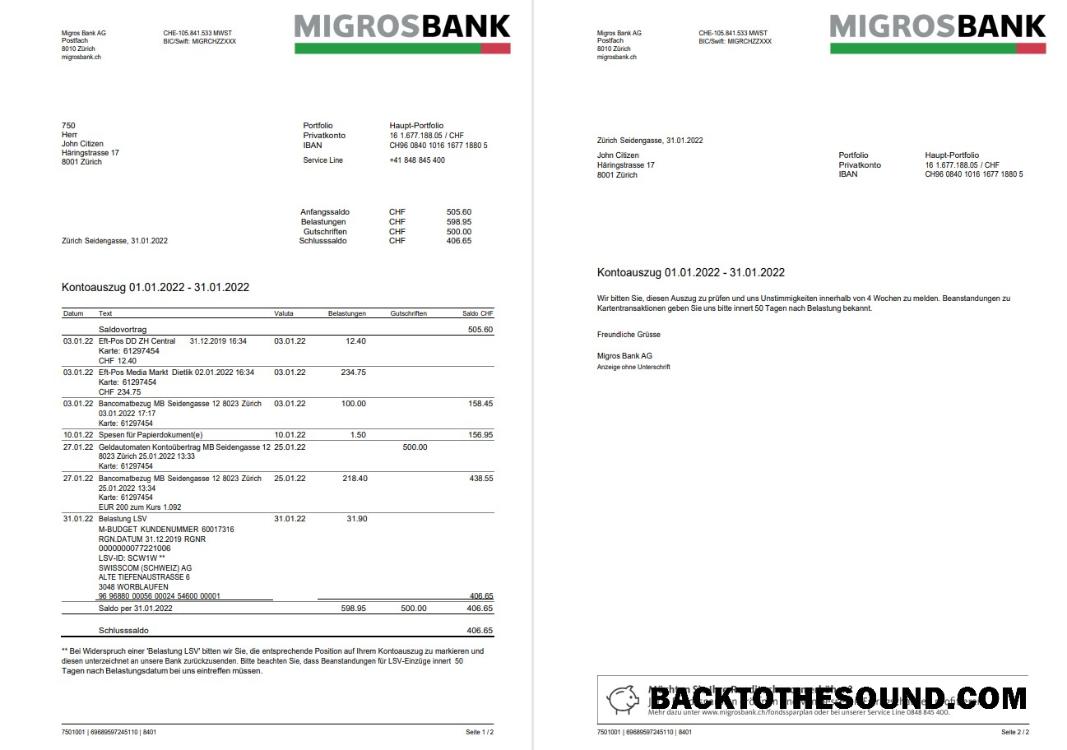 Migros Bank AG
Postfach
8010 Zürich
migrosbank.ch
CHE-105.841.533 MWST
BIC/Swift: MIGRCHZZXXX
MIGROSBANK
750
Herr
John Citizen
Häringstrasse 17
8001 Zürich
Portfolio Haupt-Portfolio
Privatkonto 16 1.677.188.05 / CHF
IBAN CH96 0840 1016 1677 1880 5
Service Line +41 848 845 400
Anfangssaldo CHF 505.60
Belastungen CHF 598.95
Gutschriften CHF 500.00
Schlusssaldo CHF 406.65
Zürich Seidengasse, 31.01.2022
Kontoauszug 01.01.2022 - 31.01.2022
Datum Text Valuta Belastungen Gutschriften Saldo CHF
Saldovortrag 505.60
03.01.22 Eft-Pos DD ZH Central 31.12.2019 16:34 03.01.22 12.40
Karte: 61297454
CHF 12.40
03.01.22 Eft-Pos Media Markt Dietlik 02.01.2022 16:34 03.01.22 234.75
Karte: 61297454
CHF 234.75
03.01.22 Bancomatbezug MB Seidengasse 12 8023 Zürich 03.01.22 100.00 158.45
03.01.2022 17:17
Karte: 61297454
10.01.22 Spesen für Papierdokument(e) 10.01.22 1.50 156.95
27.01.22 Geldautomaten Kontoübertrag MB Seidengasse 12 25.01.22 500.00
8023 Zürich 25.01.2022 13:33
Karte: 61297454
27.01.22 Bancomatbezug MB Seidengasse 12 8023 Zürich 25.01.22 218.40 438.55
25.01.2022 13:34
Karte: 61297454
EUR 200 zum Kurs 1.092
31.01.22 Belastung LSV 31.01.22 31.90
M-BUDGET KUNDENUMMER 60017316
RGN.DATUM 31.12.2019 RGNR
0000000077221006
LSV-ID: SCW1W **
SWISSCOM (SCHWEIZ) AG
ALTE TIEFENAUSTRASSE 6
3048 WORBLAUFEN
96 96880 00056 00024 54600 00001 406.65
Saldo per 31.01.2022 598.95 500.00 406.65
Schlusssaldo 406.65
** Bei Widerspruch einer 'Belastung LSV' bitten wir Sie, die entsprechende Position auf Ihrem Kontoauszug zu markieren und
diesen unterzeichnet an unsere Bank zurückzusenden. Bitte beachten Sie, dass Beanstandungen für LSV-Einzüge innert 50
Tagen nach Belastungsdatum bei uns eintreffen müssen.
7501001 | 69689597245110 | 8401 Seite 1 / 2
Migros Bank AG
Postfach
8010 Zürich
migrosbank.ch
CHE-105.841.533 MWST
BIC/Swift: MIGRCHZZXXX
MIGROSBANK
Zürich Seidengasse, 31.01.2022
John Citizen
Häringstrasse 17
8001 Zürich
Portfolio Haupt-Portfolio
Privatkonto 16 1.677.188.05 / CHF
IBAN CH96 0840 1016 1677 1880 5
Kontoauszug 01.01.2022 - 31.01.2022
Wir bitten Sie, diesen Auszug zu prüfen und uns Unstimmigkeiten innerhalb von 4 Wochen zu melden. Beanstandungen zu
Kartentransaktionen geben Sie uns bitte innert 50 Tagen nach Belastung bekannt.
Freundliche Grüsse
Migros Bank AG
Anzeige ohne Unterschrift
BACKTOTHESOUND.COM
Mehr dazu unter www.migrosbank.ch/fondssparplan oder bei unserer Service Line 0848 845 400.
7501001 | 69689597245110 | 8401 Seite 2 / 2